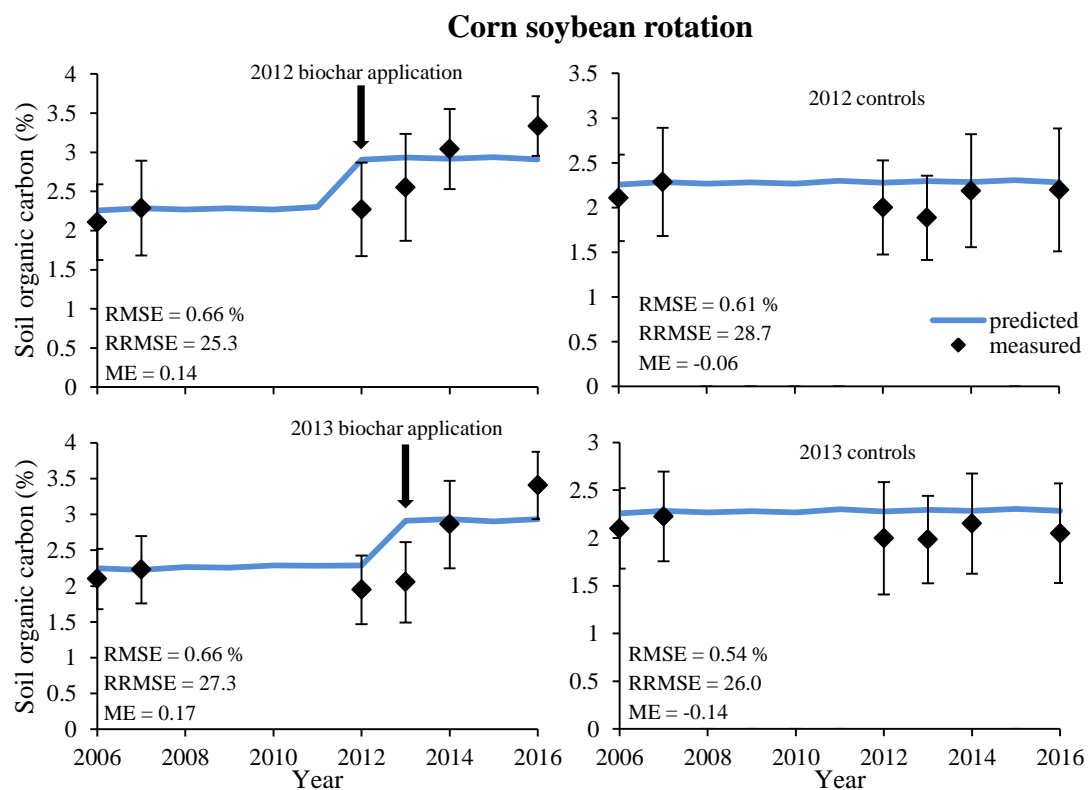 Corn soybean rotation
Soil organic carbon (%)
4
3.5
3
2.5
2
1.5
1
0.5
0
2012 biochar application
RMSE = 0.66 %
RRMSE = 25.3
ME = 0.14
3.5
3
2.5
2
1.5
1
0.5
0
2012 controls
RMSE = 0.61 %
RRMSE = 28.7
ME = -0.06
predicted
measured
Soil organic carbon (%)
4
3.5
3
2.5
2
1.5
1
0.5
0
2013 biochar application
RMSE = 0.66 %
RRMSE = 27.3
ME = 0.17
2006 2008 2010 2012 2014 2016
Year
3
2.5
2
1.5
1
0.5
0
2013 controls
RMSE = 0.54 %
RRMSE = 26.0
ME = -0.14
2006 2008 2010 2012 2014 2016
Year